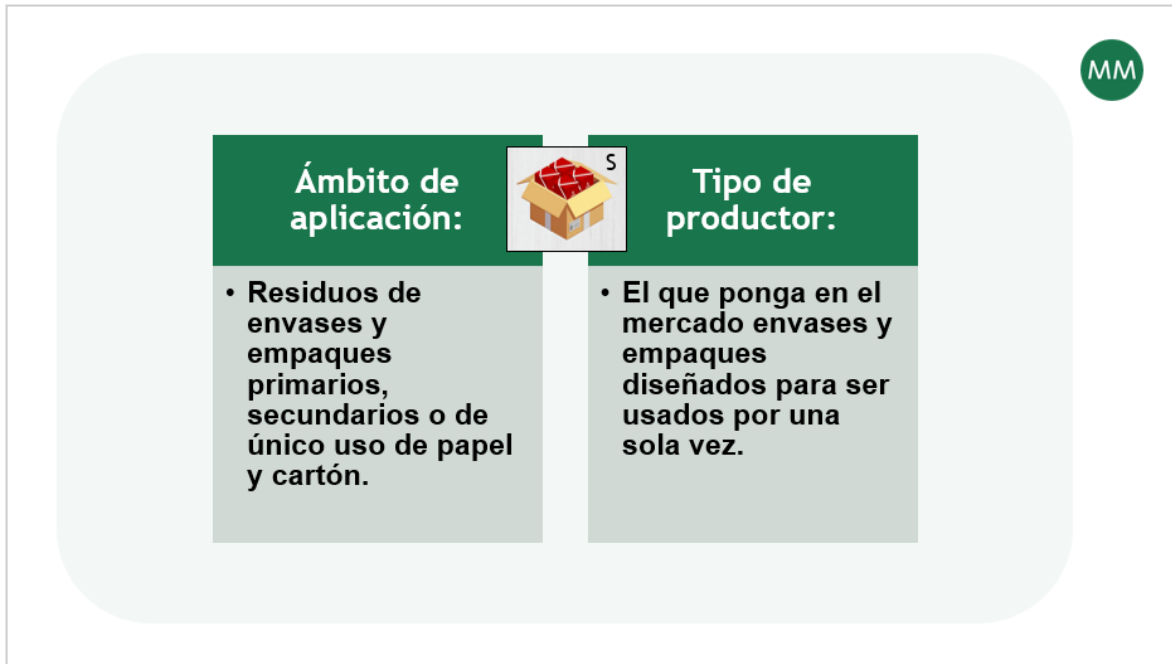 MM
Ámbito de
aplicación:
S
Tipo de
productor:
• Residuos de
envases y
empaques
primarios,
secundarios o de
único uso de papel
y cartón.
• El que ponga en el
mercado envases y
empaques
diseñados para ser
usados por una
sola vez.